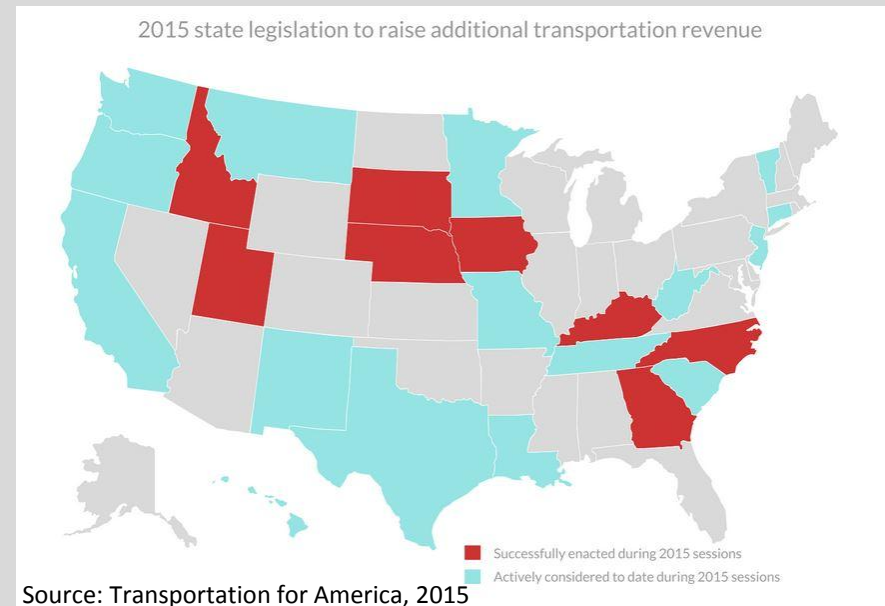 2015 state legislation to raise additional transportation revenue
Successfully enacted during 2015 sessions
Actively considered to date during 2015 sessions
Source: Transportation for America, 2015